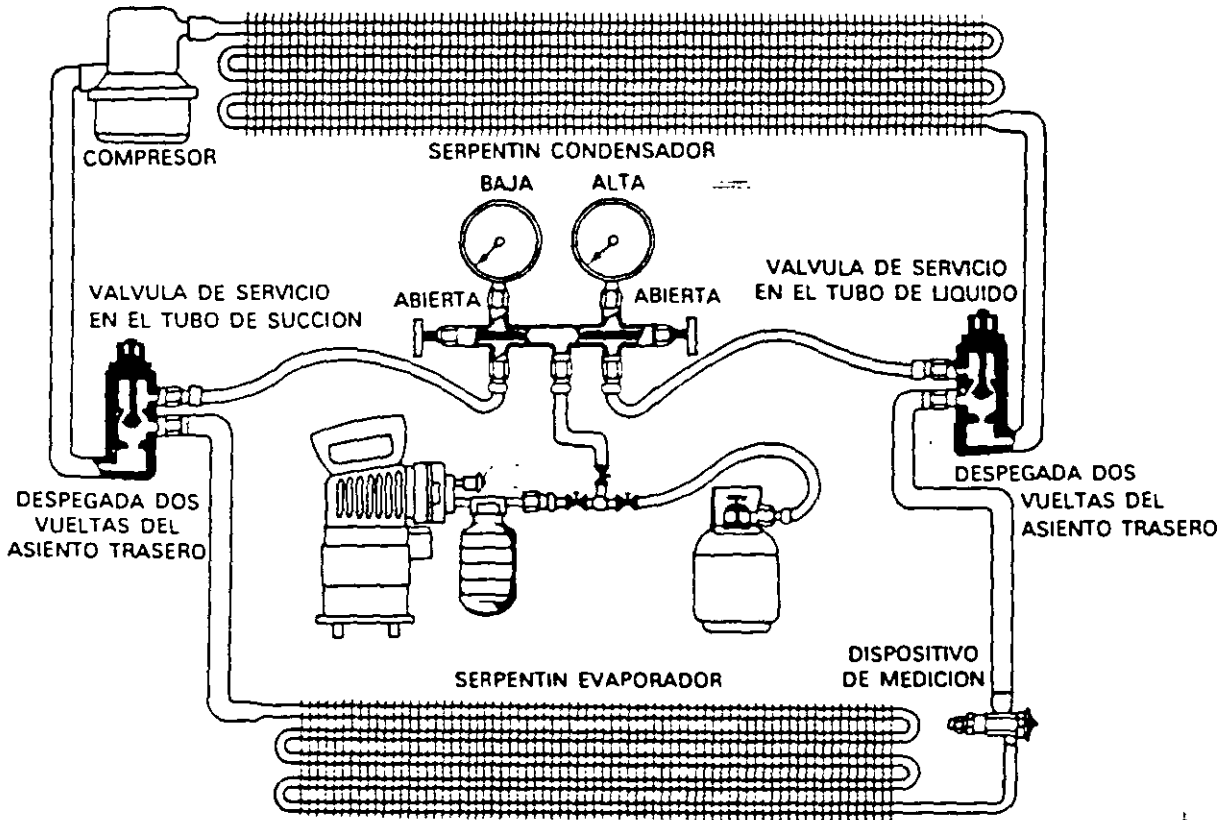 COMPRESOR
SERPENTIN CONDENSADOR
BAJA
ALTA
ABIERTA
ABIERTA
VALVULA DE SERVICIO
EN EL TUBO DE SUCCION
VALVULA DE SERVICIO
EN EL TUBO DE LIQUIDO
DESPEGADA DOS
VUELTAS DEL
ASIENTO TRASERO
DESPEGADA DOS
VUELTAS DEL
ASIENTO TRASERO
SERPENTIN EVAPORADOR
DISPOSITIVO
DE MEDICION